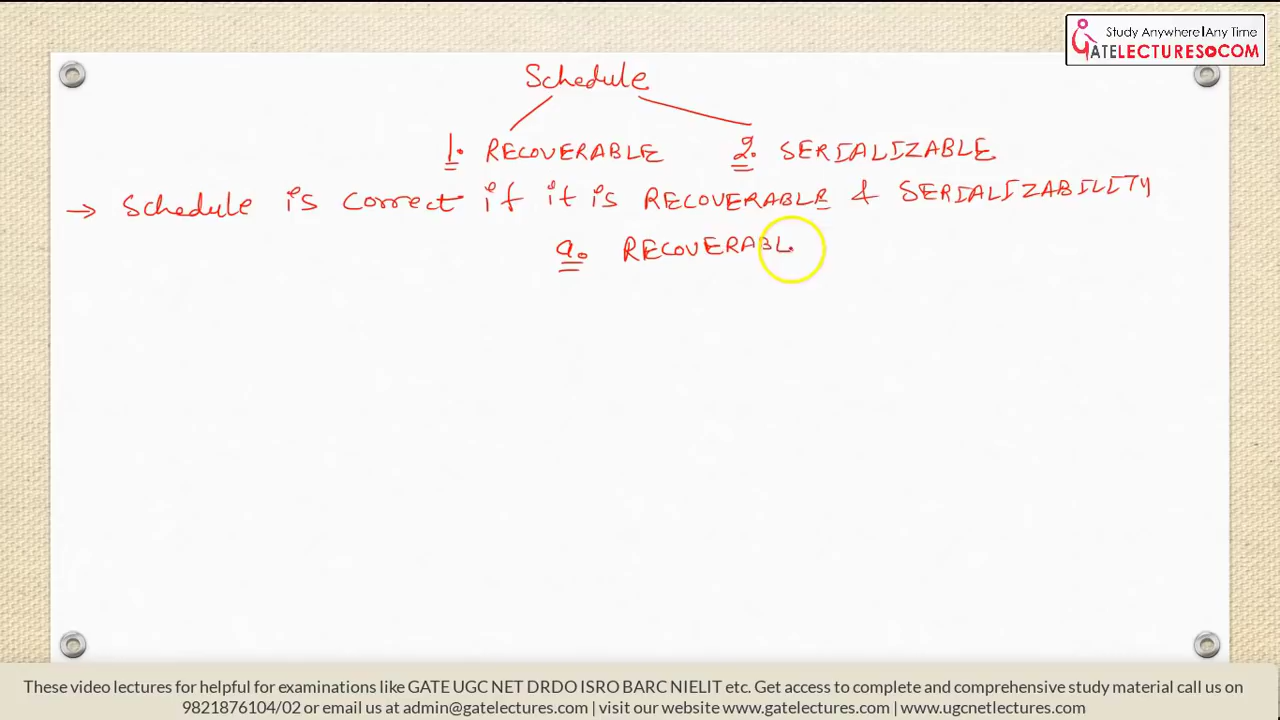 Study Anywhere|Any Time
GATELECTURES.COM
Schedule
1. RECOVERABLE 2. SERIALIZABLE
→ Schedule is correct if it is RECOVERABLE & SERIALIZABILITY
a. RECOVERABL
These video lectures for helpful for examinations like GATE UGC NET DRDO ISRO BARC NIELIT etc. Get access to complete and comprehensive study material call us on
9821876104/02 or email us at admin@gatelectures.com | visit our website www.gatelectures.com | www.ugcnetlectures.com